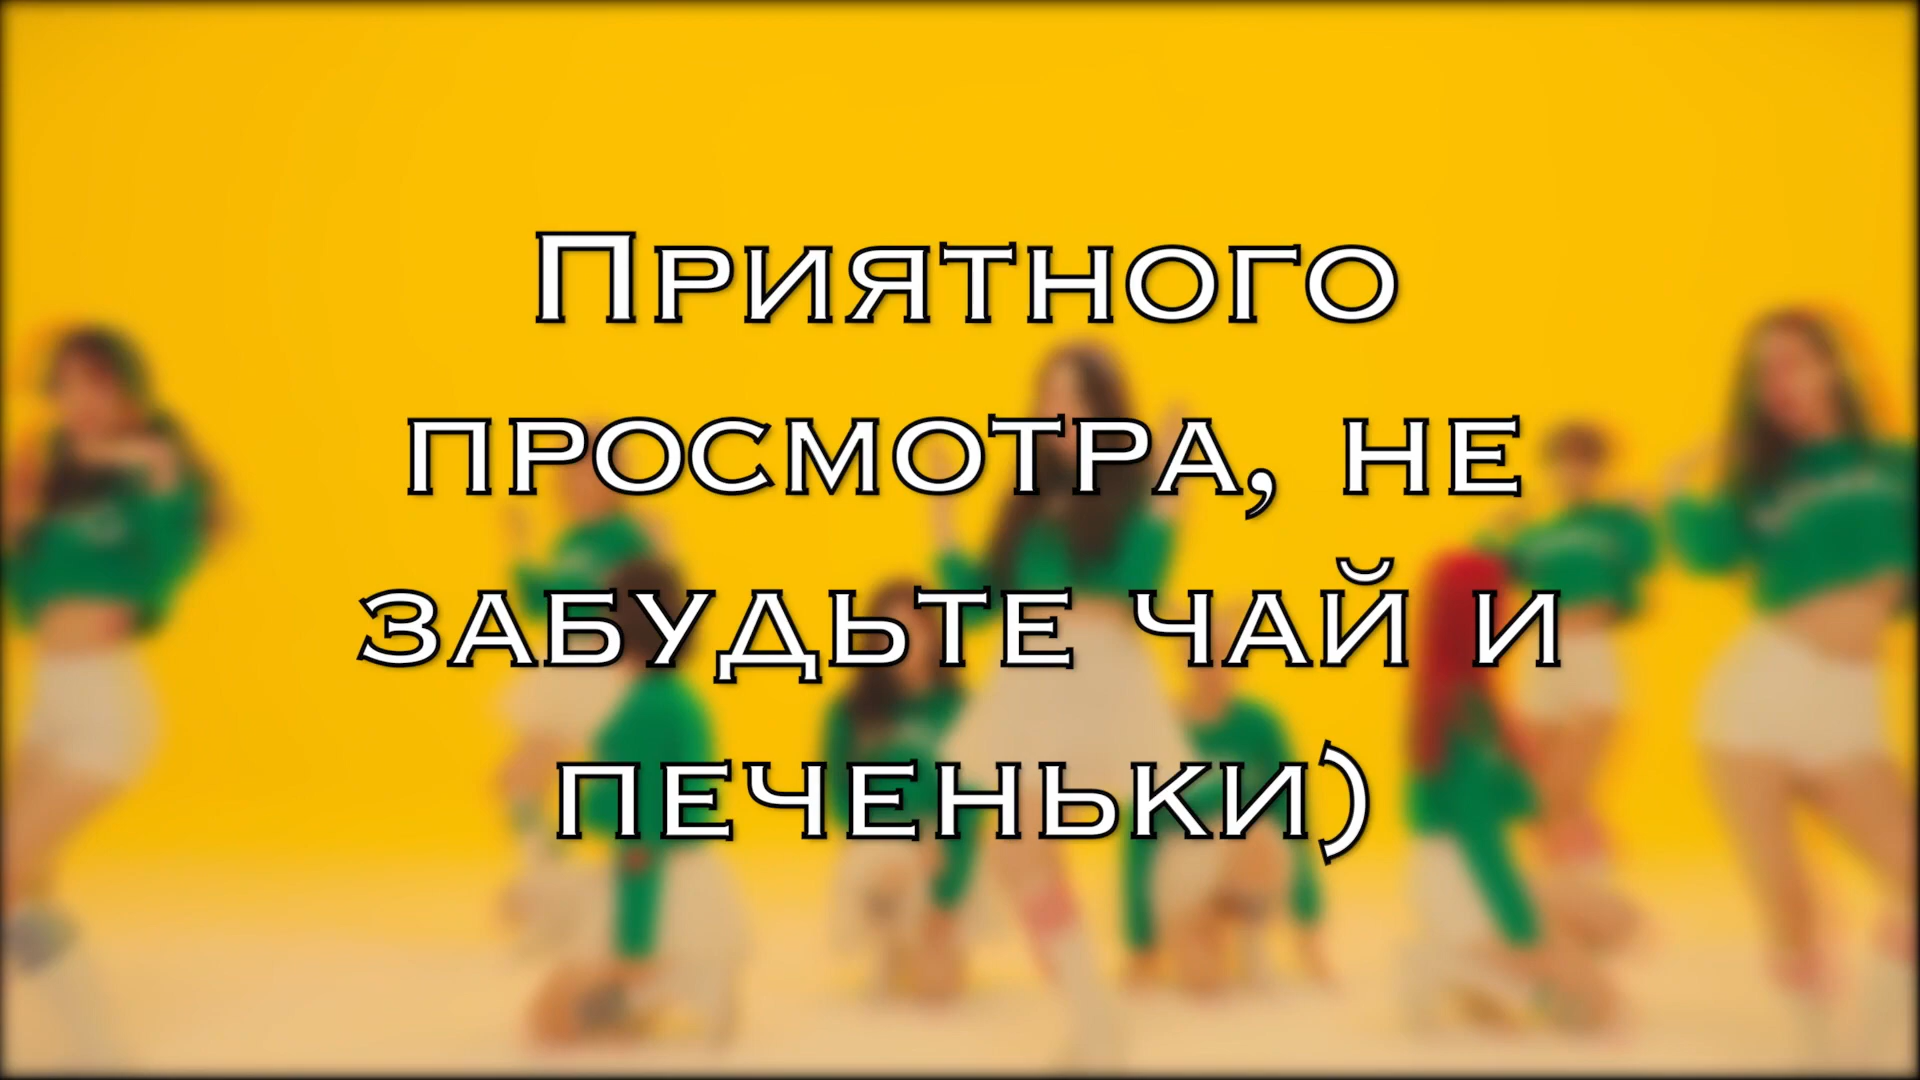 Приятного
просмотра, не
забудьте чай и
печеньки)